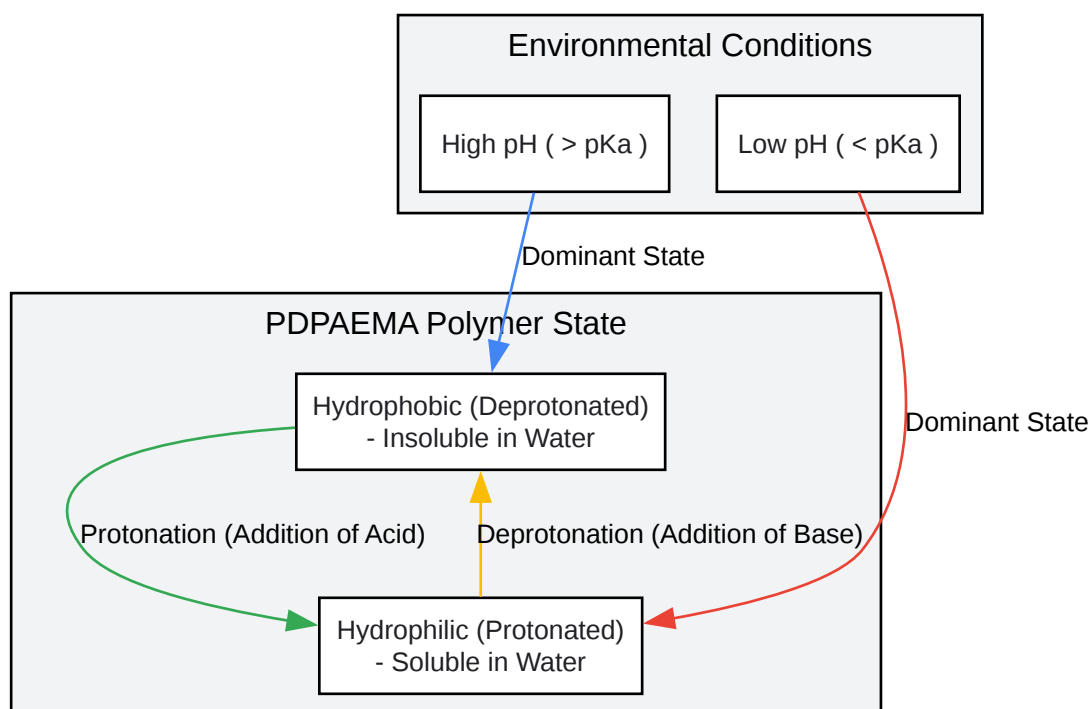 Environmental Conditions
High pH ( > pKa )
Low pH ( < pKa )
Dominant State
PDPAEMA Polymer State
Hydrophobic (Deprotonated)
- Insoluble in Water
Dominant State
Protonation (Addition of Acid)
Deprotonation (Addition of Base)
Hydrophilic (Protonated)
- Soluble in Water